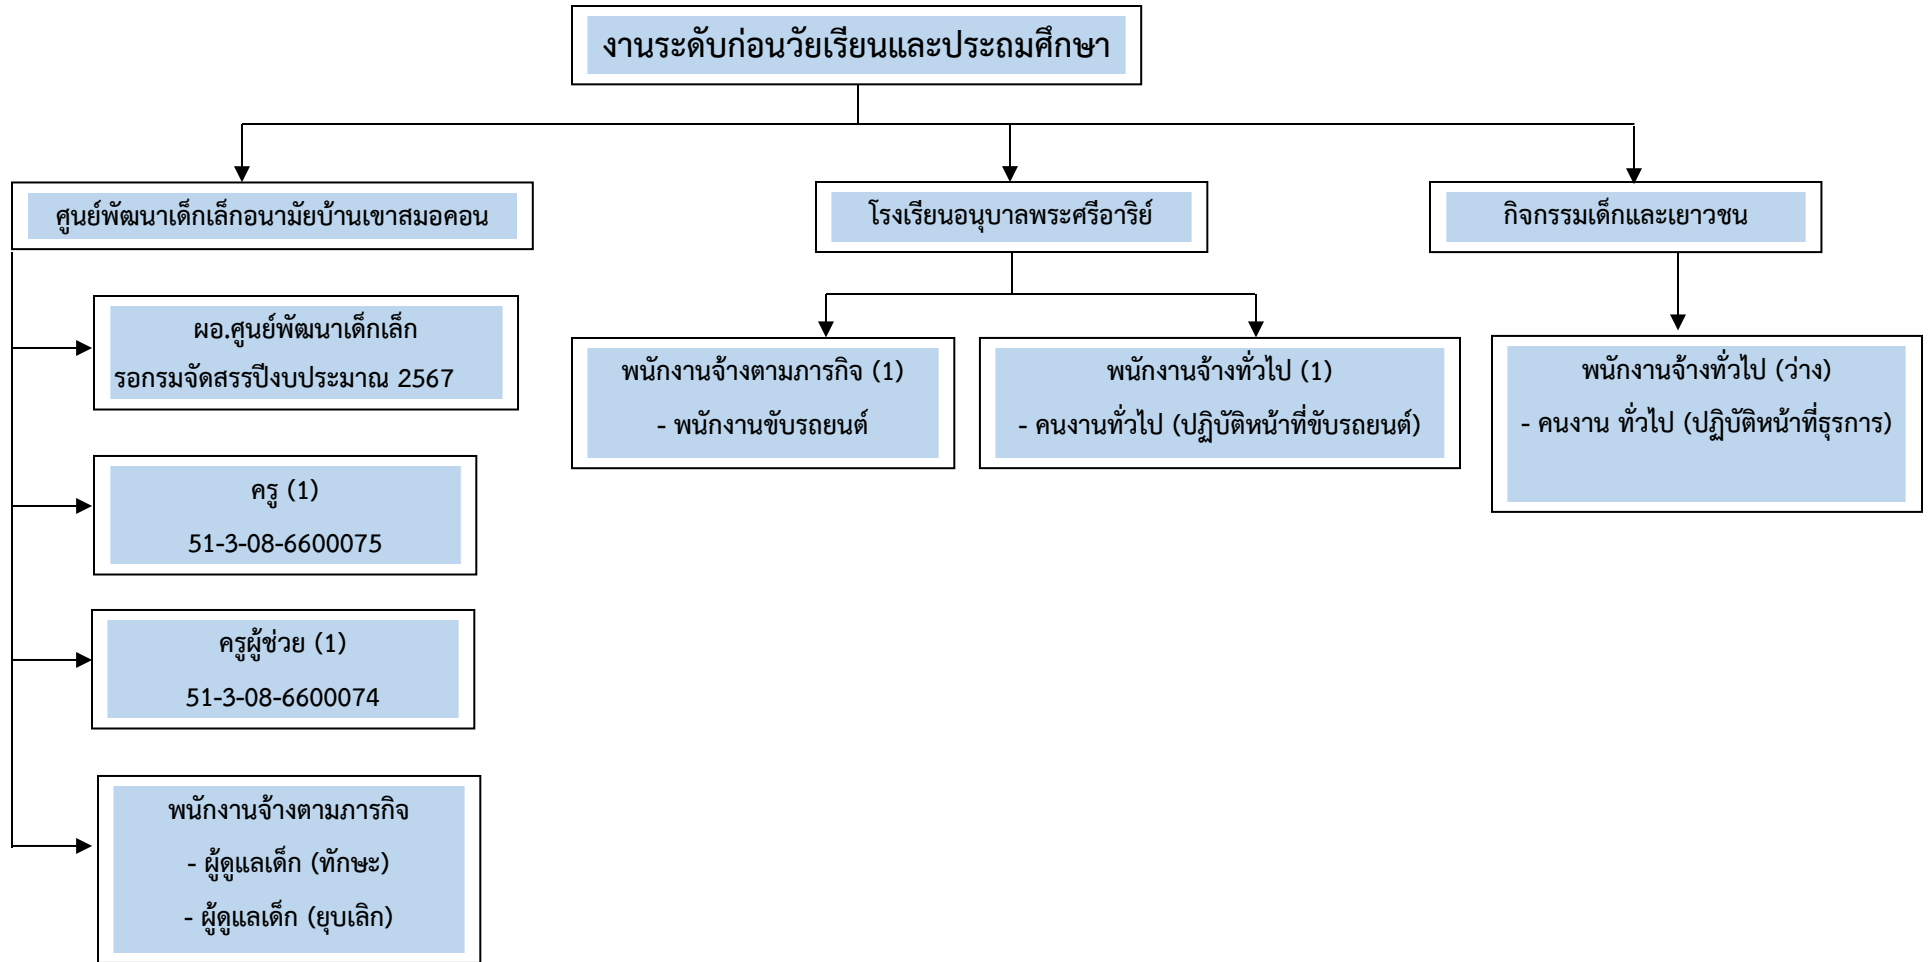 งานระดับก่อนวัยเรียนและประถมศึกษา
ศูนย์พัฒนาเด็กเล็กอนามัยบ้านเขาสมอคอน
โรงเรียนอนุบาลพระศรีอาริย์
กิจกรรมเด็กและเยาวชน
ผอ.ศูนย์พัฒนาเด็กเล็ก
รอกรมจัดสรรปีงบประมาณ 2567
พนักงานจ้างตามภารกิจ (1)
- พนักงานขับรถยนต์
พนักงานจ้างทั่วไป (1)
- คนงานทั่วไป (ปฏิบัติหน้าที่ขับรถยนต์)
พนักงานจ้างทั่วไป (ว่าง)
- คนงาน ทั่วไป (ปฏิบัติหน้าที่ธุรการ)
ครู (1)
51-3-08-6600075
ครูผู้ช่วย (1)
51-3-08-6600074
พนักงานจ้างตามภารกิจ
- ผู้ดูแลเด็ก (ทักษะ)
- ผู้ดูแลเด็ก (ยุบเลิก)